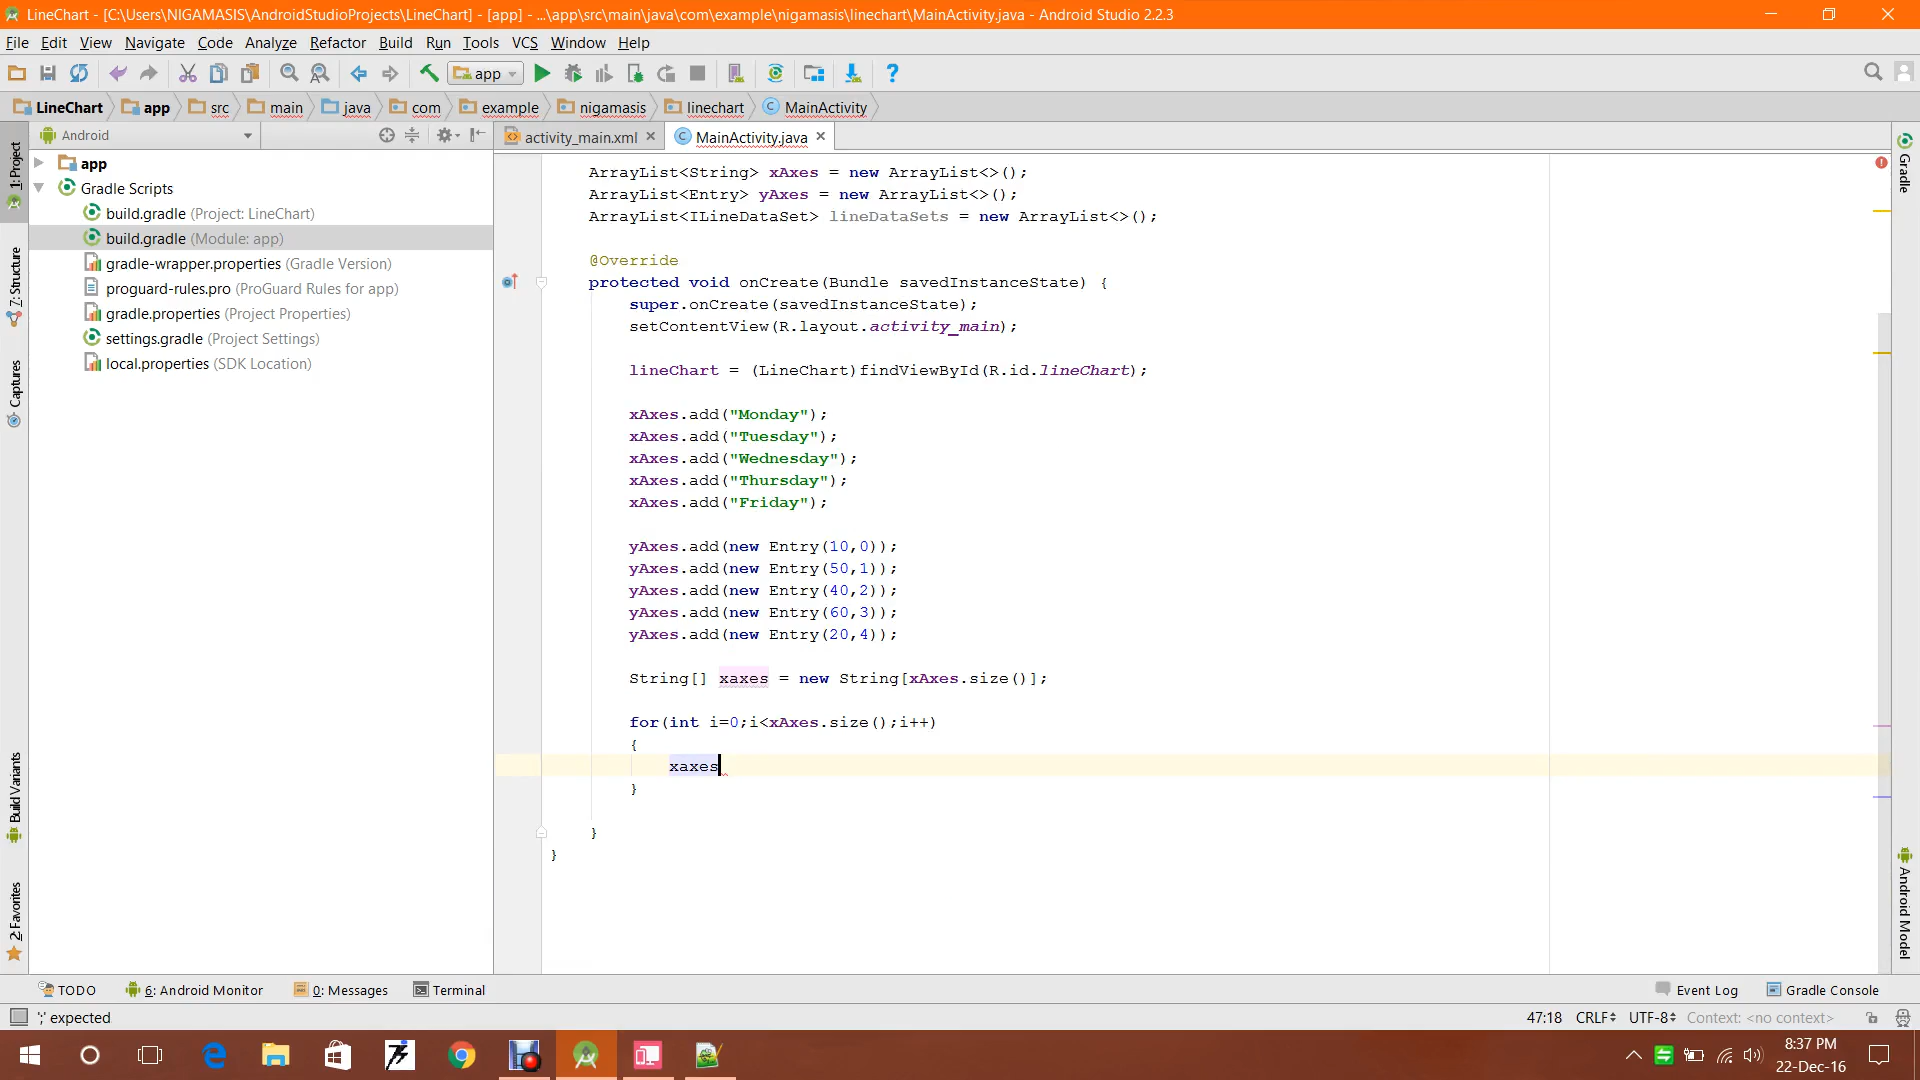 LineChart - [C:\Users\NIGAMASIS\AndroidStudioProjects\LineChart] - [app] - ...\app\src\main\java\com\example\nigamasis\linechart\MainActivity.java - Android Studio 2.2.3
File Edit View Navigate Code Analyze Refactor Build Run Tools VCS Window Help
app
LineChart app src main java com example nigamasis linechart MainActivity
Android
activity_main.xml MainActivity.java
1: Project
7: Structure
Captures
Build Variants
2: Favorites
app
Gradle Scripts
build.gradle (Project: LineChart)
build.gradle (Module: app)
gradle-wrapper.properties (Gradle Version)
proguard-rules.pro (ProGuard Rules for app)
gradle.properties (Project Properties)
settings.gradle (Project Settings)
local.properties (SDK Location)
ArrayList<String> xAxes = new ArrayList<>();
ArrayList<Entry> yAxes = new ArrayList<>();
ArrayList<ILineDataSet> lineDataSets = new ArrayList<>();
@Override
protected void onCreate(Bundle savedInstanceState) {
super.onCreate(savedInstanceState);
setContentView(R.layout.activity_main);
lineChart = (LineChart)findViewById(R.id.lineChart);
xAxes.add("Monday");
xAxes.add("Tuesday");
xAxes.add("Wednesday");
xAxes.add("Thursday");
xAxes.add("Friday");
yAxes.add(new Entry(10,0));
yAxes.add(new Entry(50,1));
yAxes.add(new Entry(40,2));
yAxes.add(new Entry(60,3));
yAxes.add(new Entry(20,4));
String[] xaxes = new String[xAxes.size()];
for(int i=0;i<xAxes.size();i++)
{
xaxes
}
}
}
Gradle
Android Model
TODO 6: Android Monitor 0: Messages Terminal Event Log Gradle Console
';' expected 47:18 CRLF UTF-8 Context: <no context>
8:37 PM
22-Dec-16